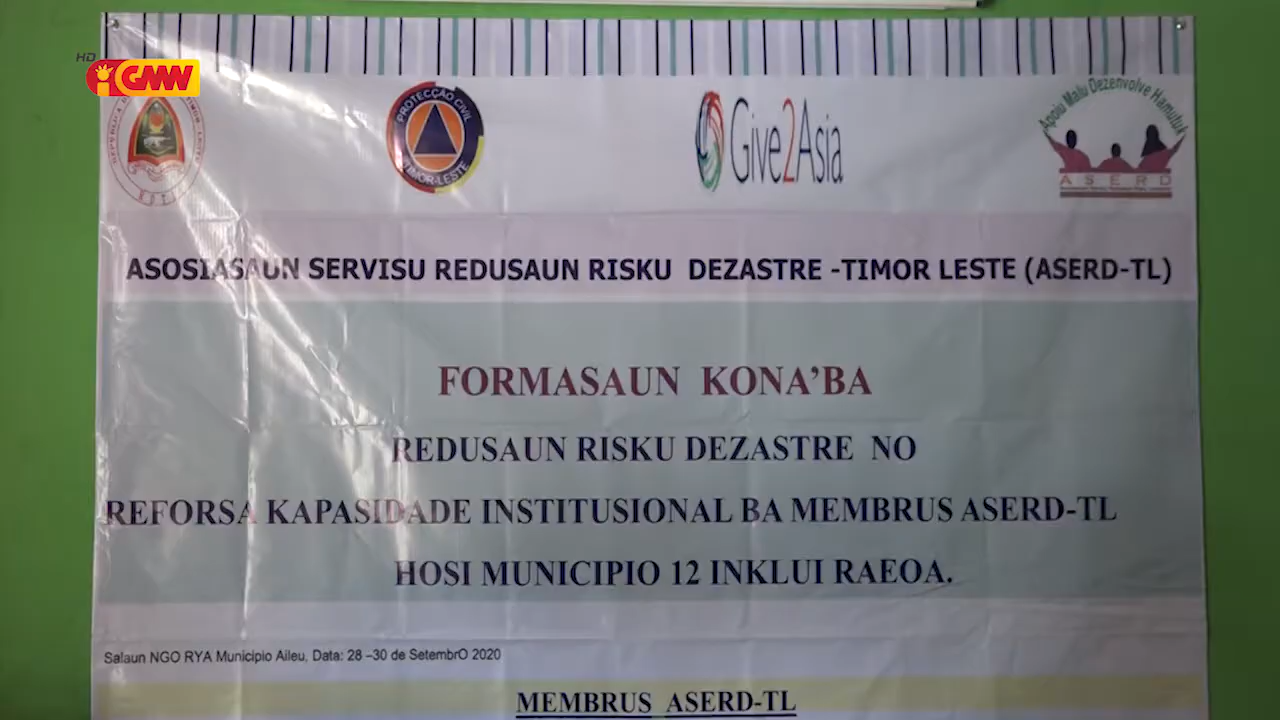 HD
GMN
PROTECÇÃO CIVIL
TIMOR-LESTE
Give2Asia
Apoiu Malu Dezenvolve Hamutuk
ASERD
ASOSIASAUN SERVISU REDUSAUN RISKU DEZASTRE -TIMOR LESTE (ASERD-TL)
FORMASAUN KONA'BA
REDUSAUN RISKU DEZASTRE NO
REFORSA KAPASIDADE INSTITUSIONAL BA MEMBRUS ASERD-TL
HOSI MUNICIPIO 12 INKLUI RAEOA.
Salaun NGO RYA Municipio Aileu, Data: 28 –30 de SetembrO 2020
MEMBRUS ASERD-TL